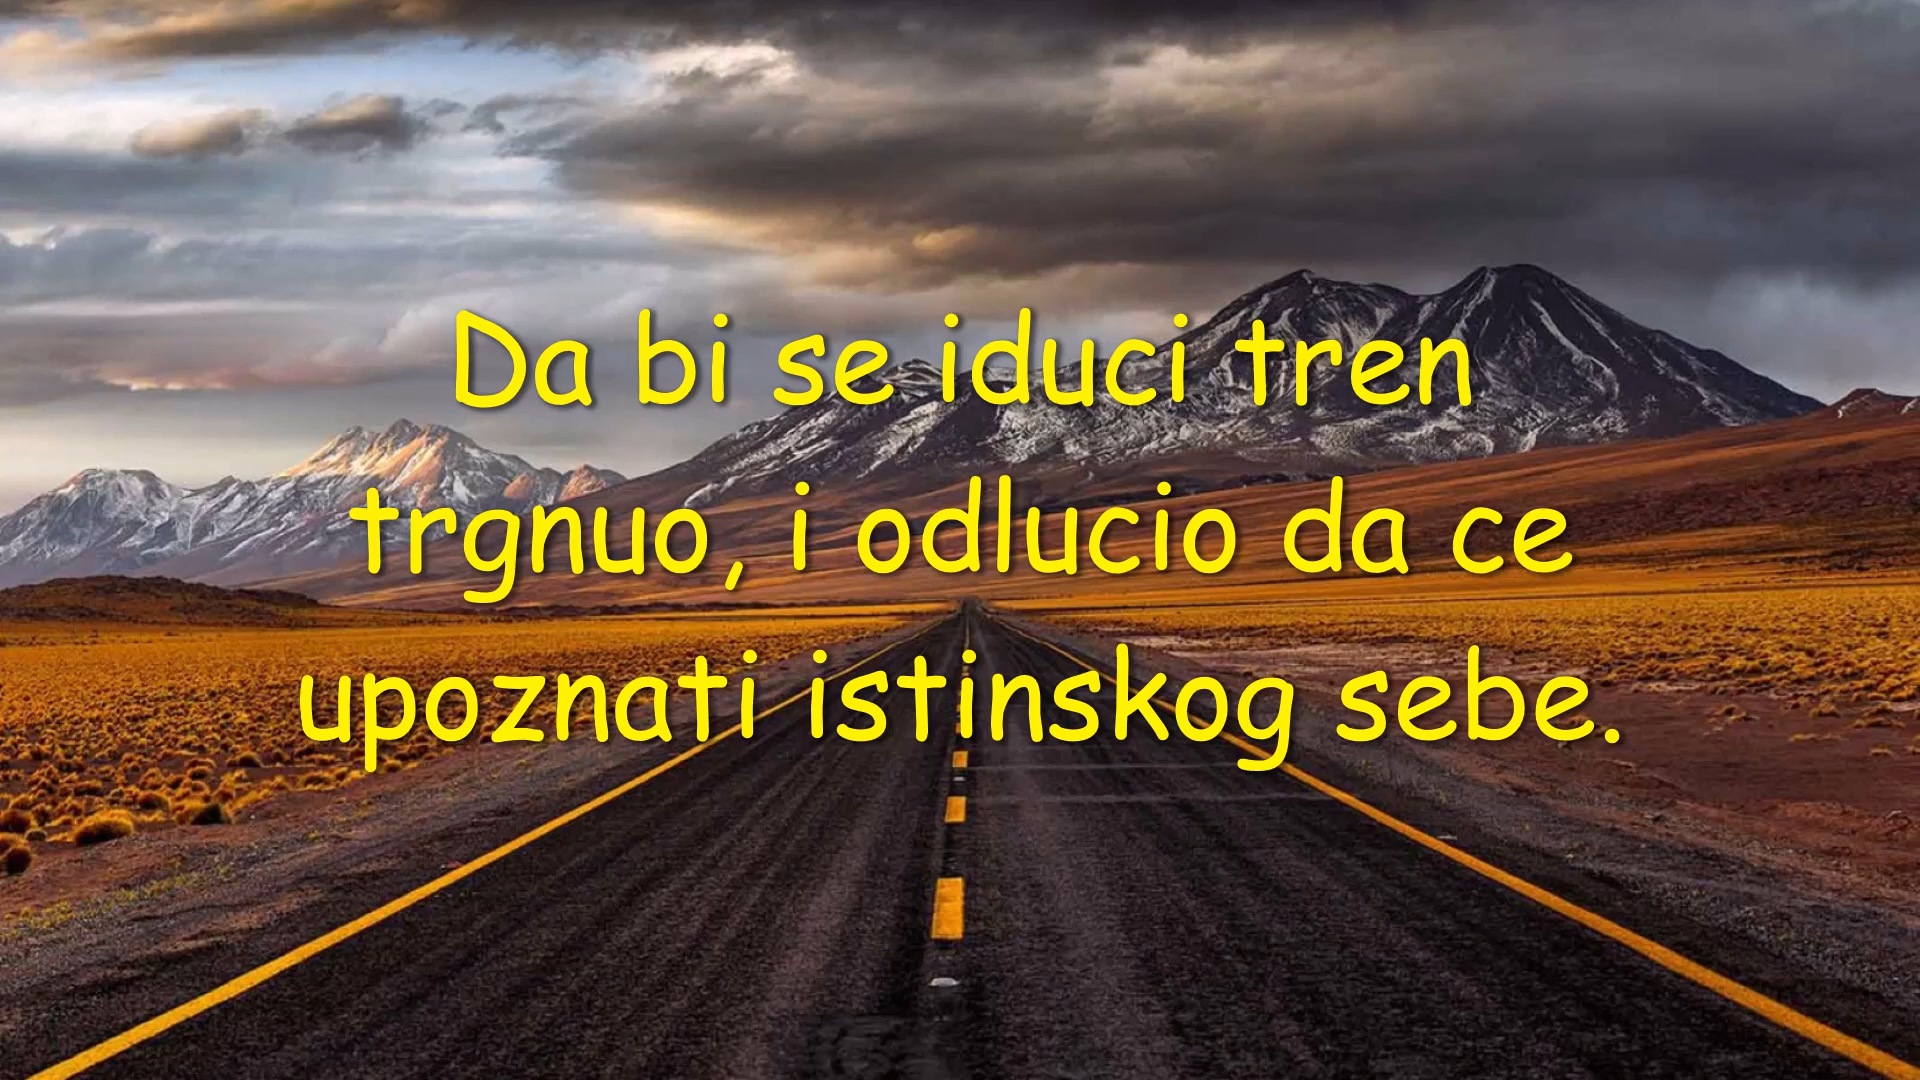 Da bi se iduci tren
trgnuo, i odlucio da ce
upoznati istinskog sebe.